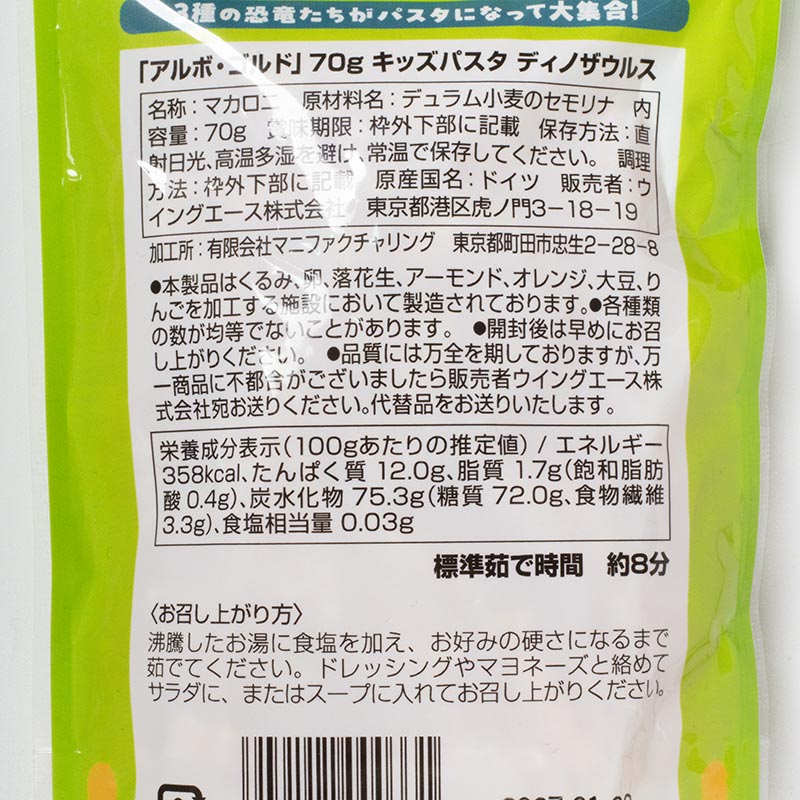 3種の恐竜たちがパスタになって大集合!
「アルボ・ゴルド」70g キッズパスタ ディノザウルス
名称:マカロニ 原材料名:デュラム小麦のセモリナ 内
容量:70g 賞味期限:枠外下部に記載 保存方法:直
射日光、高温多湿を避け、常温で保存してください。 調理
方法:枠外下部に記載 原産国名:ドイツ 販売者:ウ
イングエース株式会社 東京都港区虎ノ門3-18-19
加工所:有限会社マニファクチャリング 東京都町田市忠生2-28-8
●本製品はくるみ、卵、落花生、アーモンド、オレンジ、大豆、り
んごを加工する施設において製造されております。●各種類
の数が均等でないことがあります。 ●開封後は早めにお召
し上がりください。 ●品質には万全を期しておりますが、万
一商品に不都合がございましたら販売者ウイングエース株
式会社宛お送りください。代替品をお送りいたします。
栄養成分表示(100gあたりの推定値) / エネルギー
358kcal、たんぱく質 12.0g、脂質 1.7g(飽和脂肪
酸 0.4g)、炭水化物 75.3g(糖質 72.0g、食物繊維
3.3g)、食塩相当量 0.03g
標準茹で時間 約8分
〈お召し上がり方〉
沸騰したお湯に食塩を加え、お好みの硬さになるまで
茹でてください。ドレッシングやマヨネーズと絡めて
サラダに、またはスープに入れてお召し上がりください。